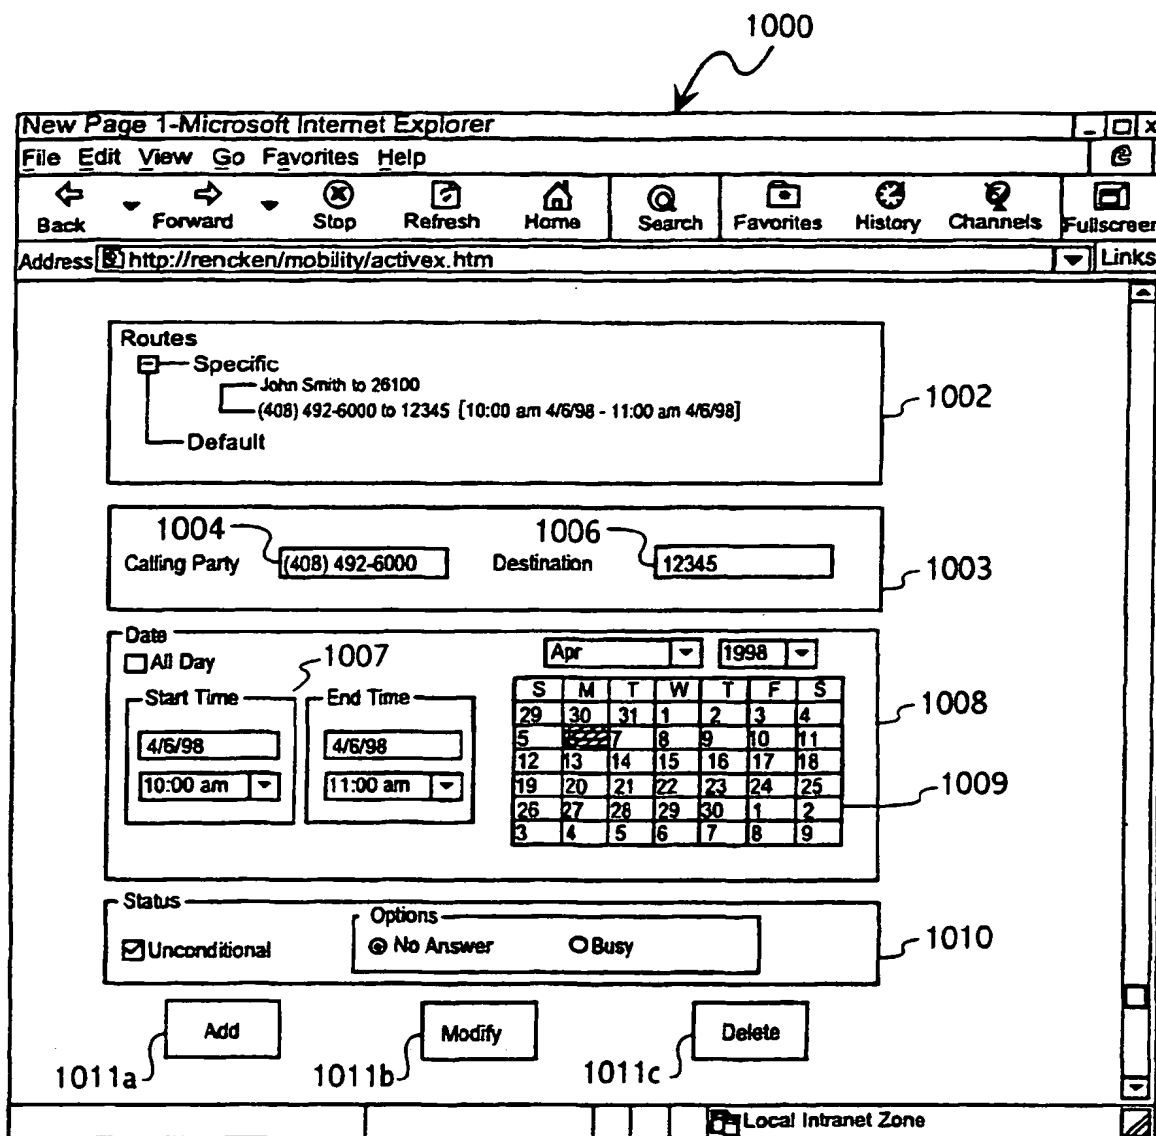 1000
New Page 1-Microsoft Internet Explorer
File Edit View Go Favorites Help
Back Forward Stop Refresh Home Search Favorites History Channels Fullscreen
Address http://rencken/mobility/activex.htm Links
Routes
Specific
John Smith to 26100
(408) 492-6000 to 12345 [10:00 am 4/6/98 - 11:00 am 4/6/98]
Default
1002
1004 1006
Calling Party (408) 492-6000 Destination 12345
1003
Date
All Day 1007 Apr 1998
Start Time End Time
4/6/98 4/6/98
10:00 am 11:00 am
S M T W T F S
29 30 31 1 2 3 4
5 6 7 8 9 10 11
12 13 14 15 16 17 18
19 20 21 22 23 24 25
26 27 28 29 30 1 2
3 4 5 6 7 8 9
1008
1009
Status
Options
Unconditional No Answer Busy
1010
Add Modify Delete
1011a 1011b 1011c
Local Intranet Zone